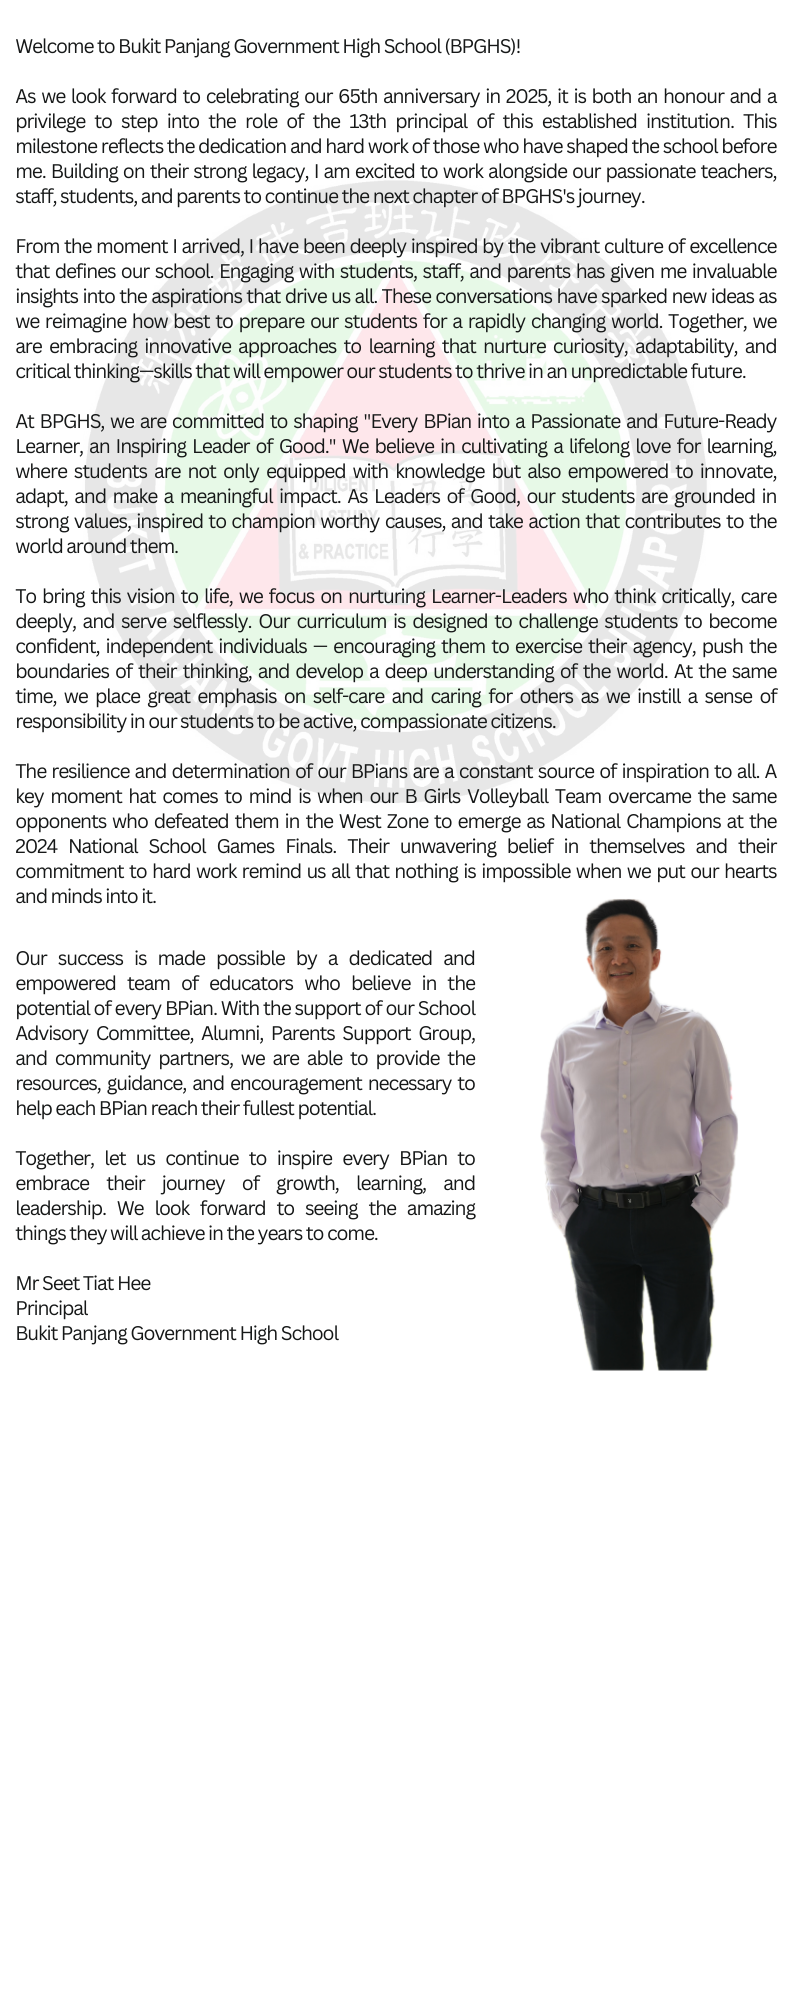 Welcome to Bukit Panjang Government High School (BPGHS)!
As we look forward to celebrating our 65th anniversary in 2025, it is both an honour and a
privilege to step into the role of the 13th principal of this established institution. This
milestone reflects the dedication and hard work of those who have shaped the school before
me. Building on their strong legacy, I am excited to work alongside our passionate teachers,
staff, students, and parents to continue the next chapter of BPGHS's journey.
From the moment I arrived, I have been deeply inspired by the vibrant culture of excellence
that defines our school. Engaging with students, staff, and parents has given me invaluable
insights into the aspirations that drive us all. These conversations have sparked new ideas as
we reimagine how best to prepare our students for a rapidly changing world. Together, we
are embracing innovative approaches to learning that nurture curiosity, adaptability, and
critical thinking—skills that will empower our students to thrive in an unpredictable future.
At BPGHS, we are committed to shaping "Every BPian into a Passionate and Future-Ready
Learner, an Inspiring Leader of Good." We believe in cultivating a lifelong love for learning,
where students are not only equipped with knowledge but also empowered to innovate,
adapt, and make a meaningful impact. As Leaders of Good, our students are grounded in
strong values, inspired to champion worthy causes, and take action that contributes to the
world around them.
To bring this vision to life, we focus on nurturing Learner-Leaders who think critically, care
deeply, and serve selflessly. Our curriculum is designed to challenge students to become
confident, independent individuals — encouraging them to exercise their agency, push the
boundaries of their thinking, and develop a deep understanding of the world. At the same
time, we place great emphasis on self-care and caring for others as we instill a sense of
responsibility in our students to be active, compassionate citizens.
The resilience and determination of our BPians are a constant source of inspiration to all. A
key moment hat comes to mind is when our B Girls Volleyball Team overcame the same
opponents who defeated them in the West Zone to emerge as National Champions at the
2024 National School Games Finals. Their unwavering belief in themselves and their
commitment to hard work remind us all that nothing is impossible when we put our hearts
and minds into it.
Our success is made possible by a dedicated and
empowered team of educators who believe in the
potential of every BPian. With the support of our School
Advisory Committee, Alumni, Parents Support Group,
and community partners, we are able to provide the
resources, guidance, and encouragement necessary to
help each BPian reach their fullest potential.
Together, let us continue to inspire every BPian to
embrace their journey of growth, learning, and
leadership. We look forward to seeing the amazing
things they will achieve in the years to come.
Mr Seet Tiat Hee
Principal
Bukit Panjang Government High School
DILIGENT
IN STUDY
& PRACTICE
力学
行字
BUKIT PANJANG GOVT HIGH SCHOOL SINGAPORE